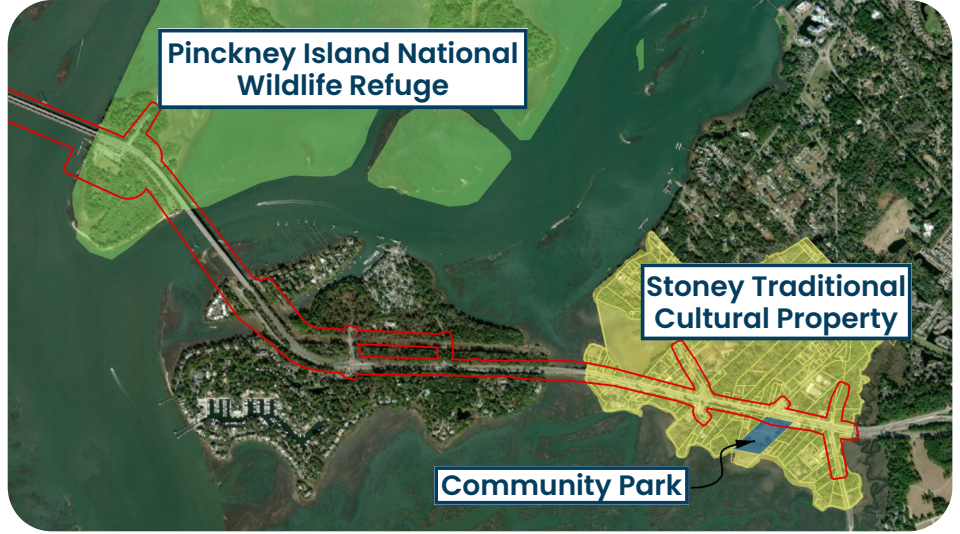 Pinckney Island National
Wildlife Refuge
Stoney Traditional
Cultural Property
Community Park